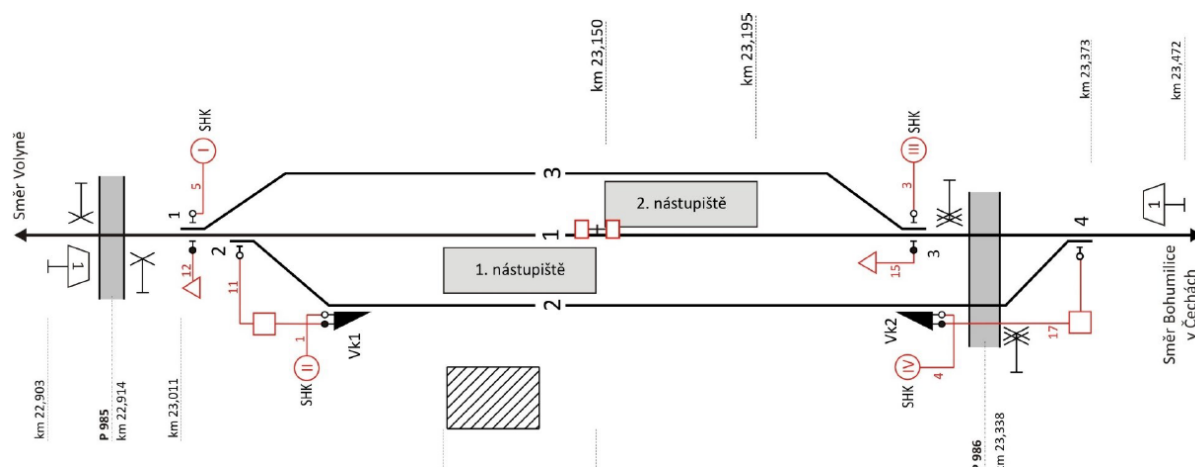 Směr Volyně
km 22,903
P 985
km 22,914
km 23,011
1
1
12
5
I
SHK
2
11
1
II
SHK
Vk1
3
1
2
1. nástupiště
2. nástupiště
km 23,150
km 23,195
III
SHK
3
15
3
Vk2
IV
SHK
4
17
4
km 23,338
km 23,373
km 23,472
1
Směr Bohumilice
v Čechách